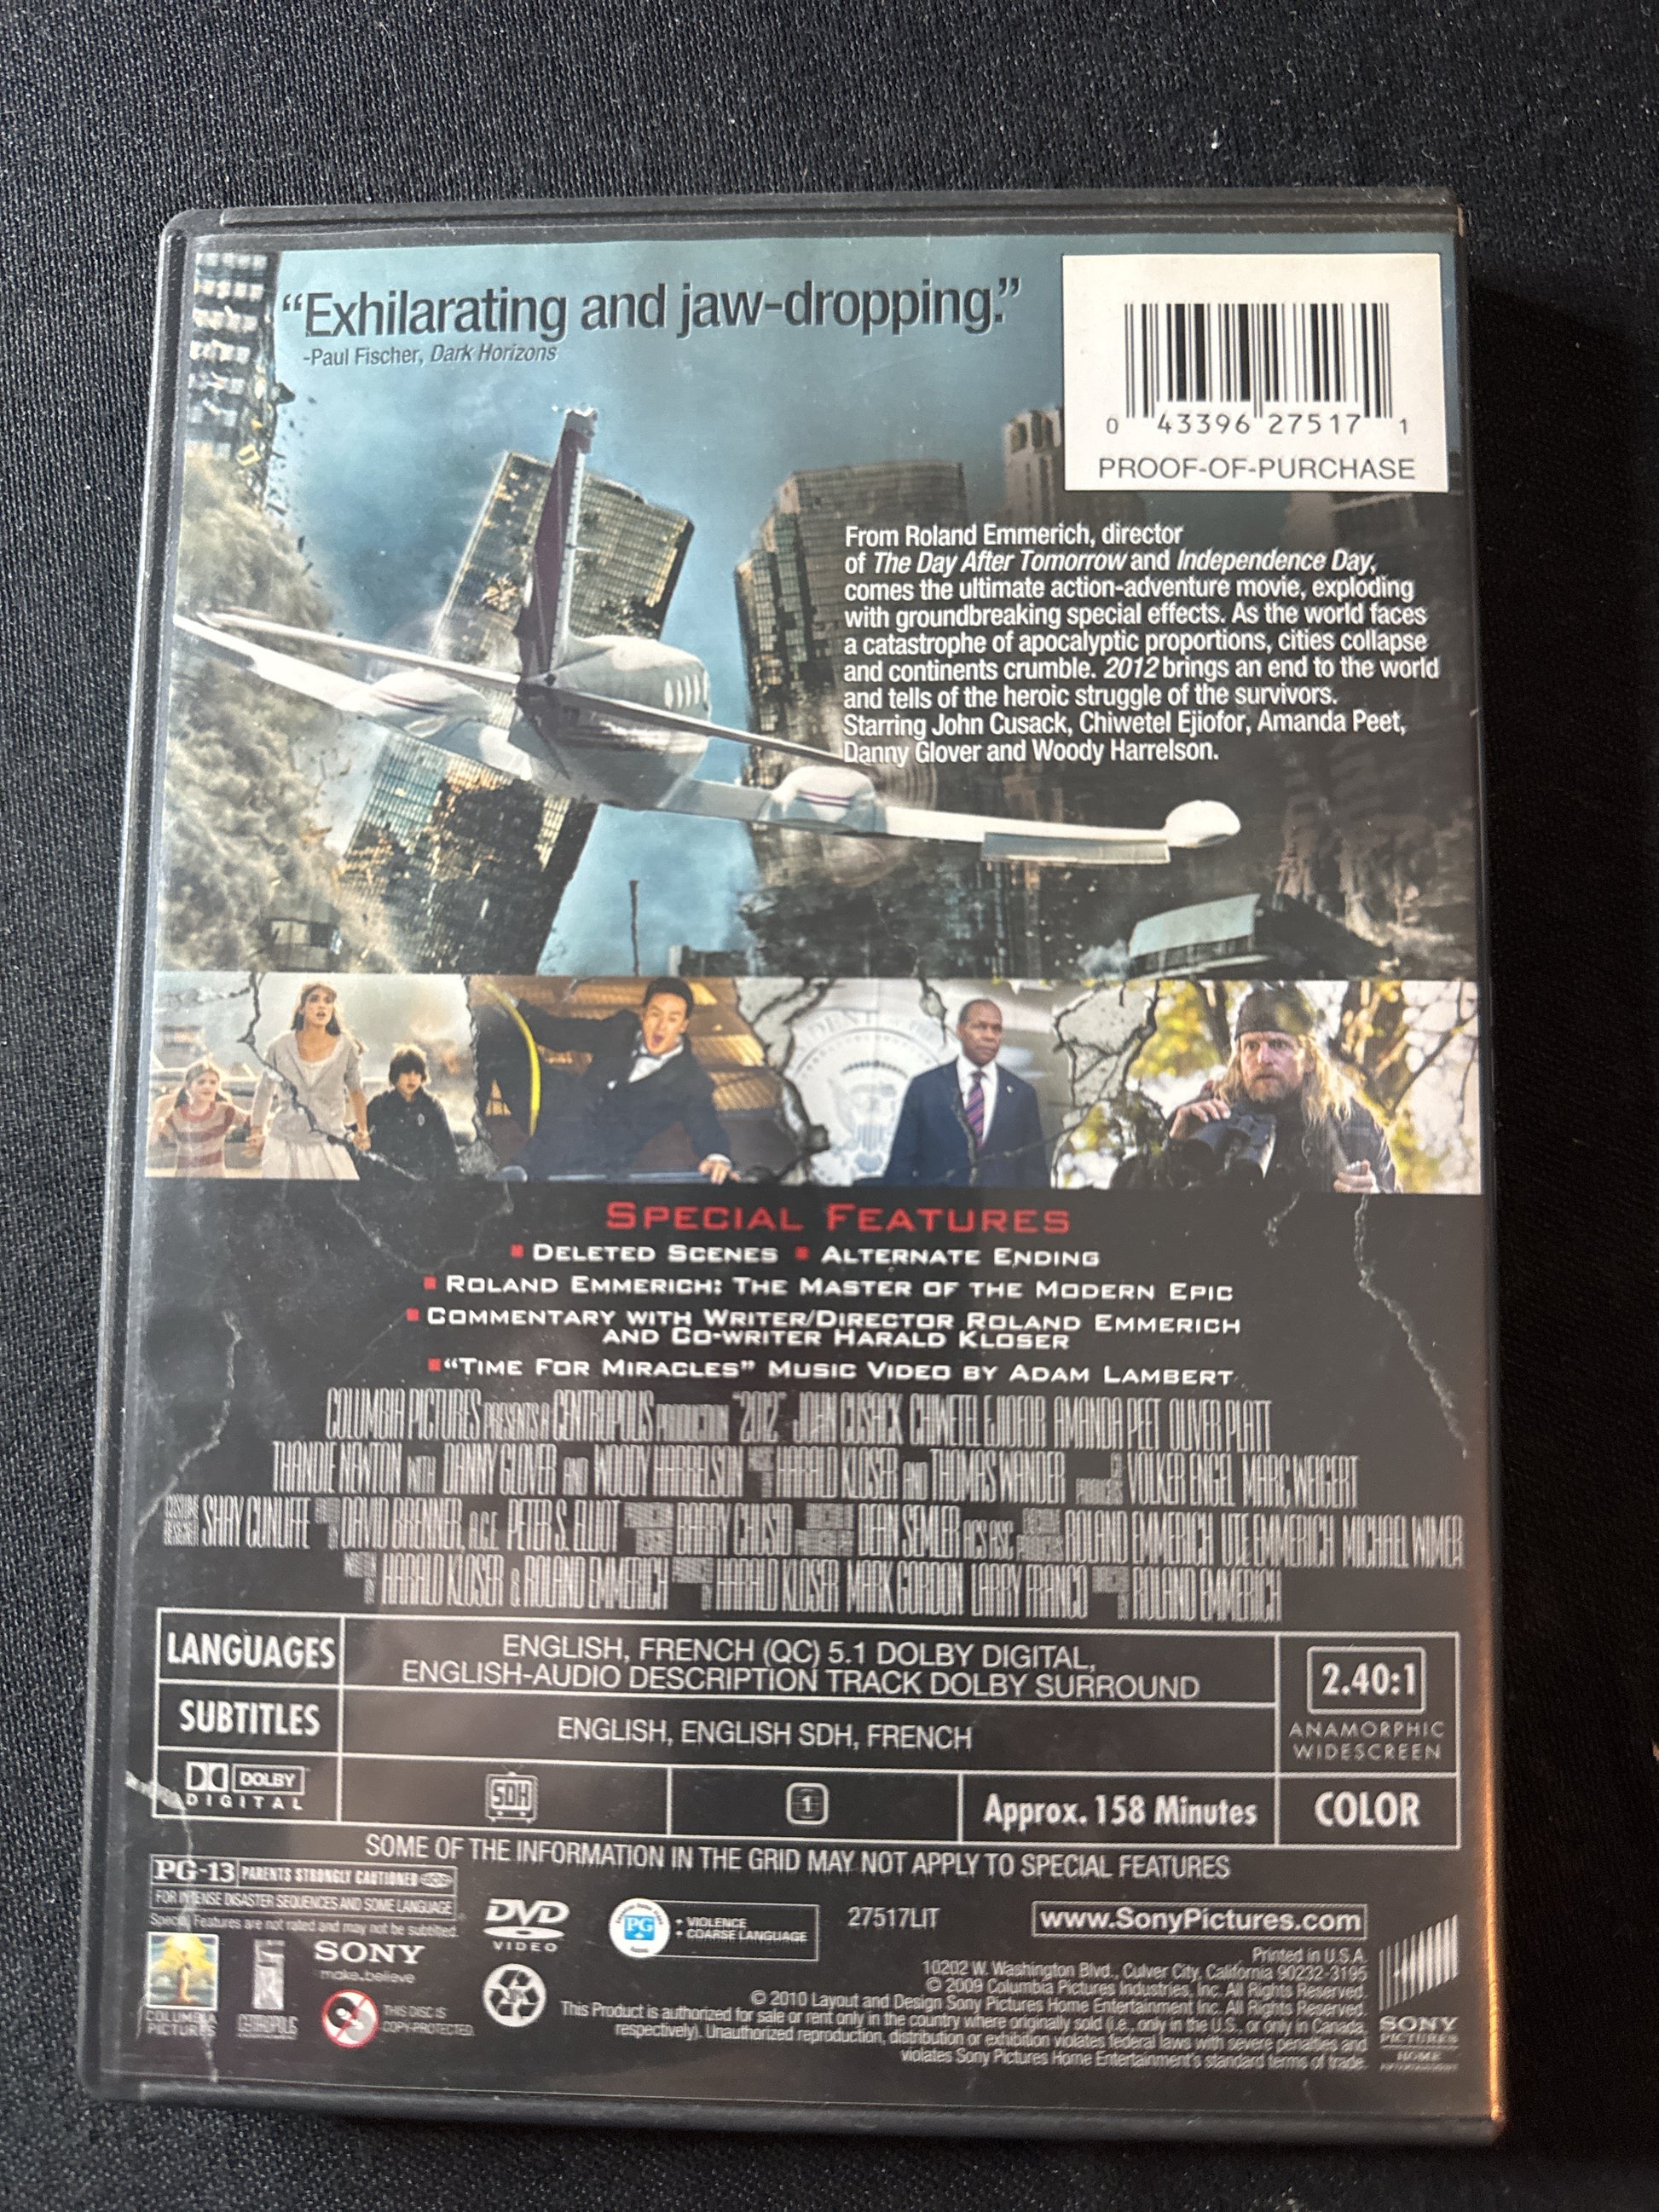 “Exhilarating and jaw-dropping.”
-Paul Fischer, Dark Horizons
0 43396 27517 1
PROOF-OF-PURCHASE
From Roland Emmerich, director
of The Day After Tomorrow and Independence Day,
comes the ultimate action-adventure movie, exploding
with groundbreaking special effects. As the world faces
a catastrophe of apocalyptic proportions, cities collapse
and continents crumble. 2012 brings an end to the world
and tells of the heroic struggle of the survivors.
Starring John Cusack, Chiwetel Ejiofor, Amanda Peet,
Danny Glover and Woody Harrelson.
SPECIAL FEATURES
▪ DELETED SCENES ▪ ALTERNATE ENDING
▪ ROLAND EMMERICH: THE MASTER OF THE MODERN EPIC
▪ COMMENTARY WITH WRITER/DIRECTOR ROLAND EMMERICH
AND CO-WRITER HARALD KLOSER
▪ “TIME FOR MIRACLES” MUSIC VIDEO BY ADAM LAMBERT
COLUMBIA PICTURES PRESENTS A CENTROPOLIS PRODUCTION "2012" JOHN CUSACK CHIWETEL EJIOFOR AMANDA PEET OLIVER PLATT
THANDIE NEWTON WITH DANNY GLOVER AND WOODY HARRELSON HARALD KLOSER AND THOMAS WANDER VOLKER ENGEL MARC WEIGERT
SHAY CUNLIFFE DAVID BRENNER, A.C.E. PETER S. ELLIOT BARRY CHUSID DEAN SEMLER ACS ASC ROLAND EMMERICH UTE EMMERICH MICHAEL WIMER
HARALD KLOSER & ROLAND EMMERICH HARALD KLOSER MARK GORDON LARRY FRANCO ROLAND EMMERICH
LANGUAGES
ENGLISH, FRENCH (QC) 5.1 DOLBY DIGITAL,
ENGLISH-AUDIO DESCRIPTION TRACK DOLBY SURROUND
2.40:1
ANAMORPHIC
WIDESCREEN
SUBTITLES
ENGLISH, ENGLISH SDH, FRENCH
DOLBY
DIGITAL
SDH
1
Approx. 158 Minutes
COLOR
SOME OF THE INFORMATION IN THE GRID MAY NOT APPLY TO SPECIAL FEATURES
PG-13 PARENTS STRONGLY CAUTIONED
FOR INTENSE DISASTER SEQUENCES AND SOME LANGUAGE
Special Features are not rated and may not be subtitled.
DVD
VIDEO
PG
• VIOLENCE
• COARSE LANGUAGE
27517LIT
www.SonyPictures.com
COLUMBIA
PICTURES
CENTROPOLIS
SONY
make.believe
THIS DISC IS
COPY-PROTECTED.
Printed in U.S.A.
10202 W. Washington Blvd., Culver City, California 90232-3195
© 2009 Columbia Pictures Industries, Inc. All Rights Reserved.
© 2010 Layout and Design Sony Pictures Home Entertainment Inc. All Rights Reserved.
This Product is authorized for sale or rent only in the country where originally sold (i.e., only in the U.S., or only in Canada,
respectively). Unauthorized reproduction, distribution or exhibition violates federal laws with severe penalties and
violates Sony Pictures Home Entertainment's standard terms of trade.
SONY
PICTURES
HOME
ENTERTAINMENT